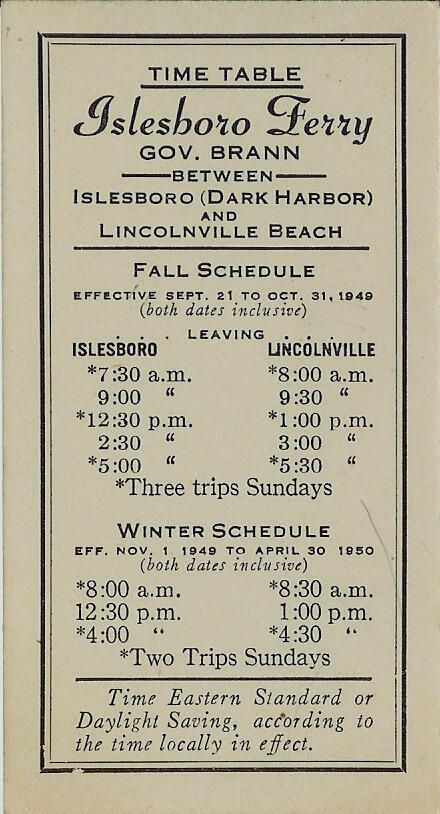 TIME TABLE
Islesboro Ferry
GOV. BRANN
BETWEEN
ISLESBORO (DARK HARBOR)
AND
LINCOLNVILLE BEACH
FALL SCHEDULE
EFFECTIVE SEPT. 21 TO OCT. 31, 1949
(both dates inclusive)
. . . LEAVING . . .
ISLESBORO LINCOLNVILLE
*7:30 a.m. *8:00 a.m.
9:00 " 9:30 "
*12:30 p.m. *1:00 p.m.
2:30 " 3:00 "
*5:00 " *5:30 "
*Three trips Sundays
WINTER SCHEDULE
EFF. NOV. 1 1949 TO APRIL 30 1950
(both dates inclusive)
*8:00 a.m. *8:30 a.m.
12:30 p.m. 1:00 p.m.
*4:00 " *4:30 "
*Two Trips Sundays
Time Eastern Standard or
Daylight Saving, according to
the time locally in effect.